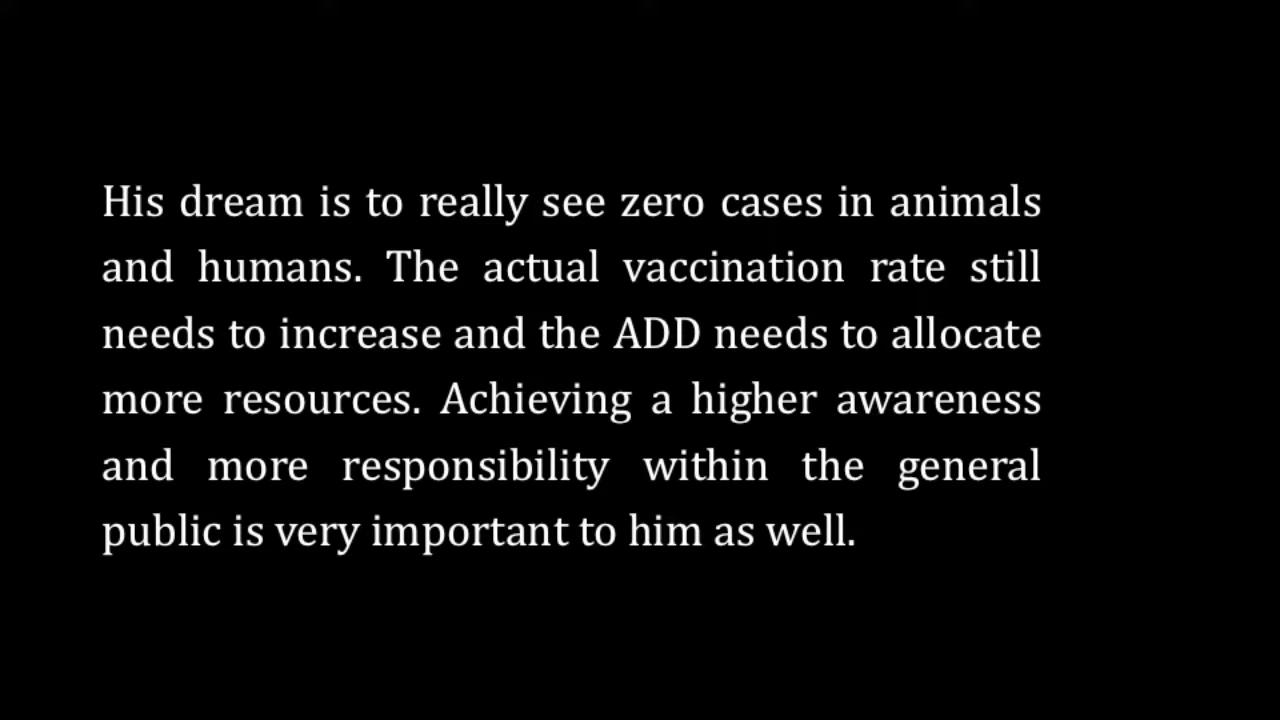 His dream is to really see zero cases in animals
and humans. The actual vaccination rate still
needs to increase and the ADD needs to allocate
more resources. Achieving a higher awareness
and more responsibility within the general
public is very important to him as well.